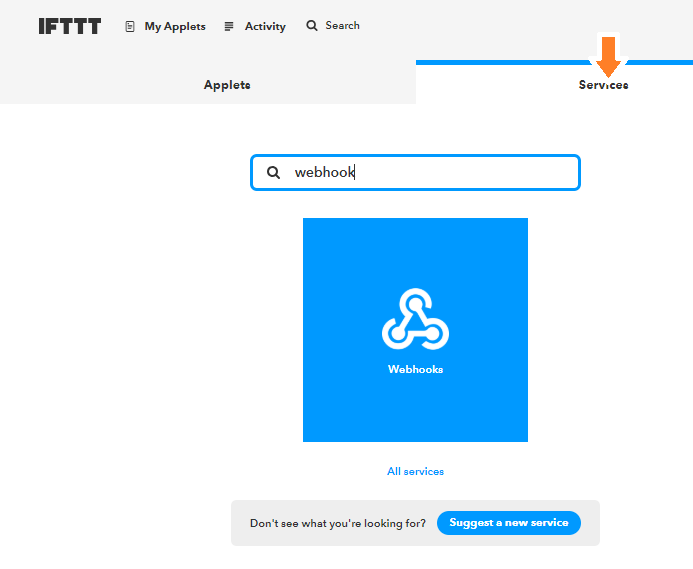 IFTTT My Applets Activity Search
Applets Services
webhook
Webhooks
All services
Don't see what you're looking for? Suggest a new service